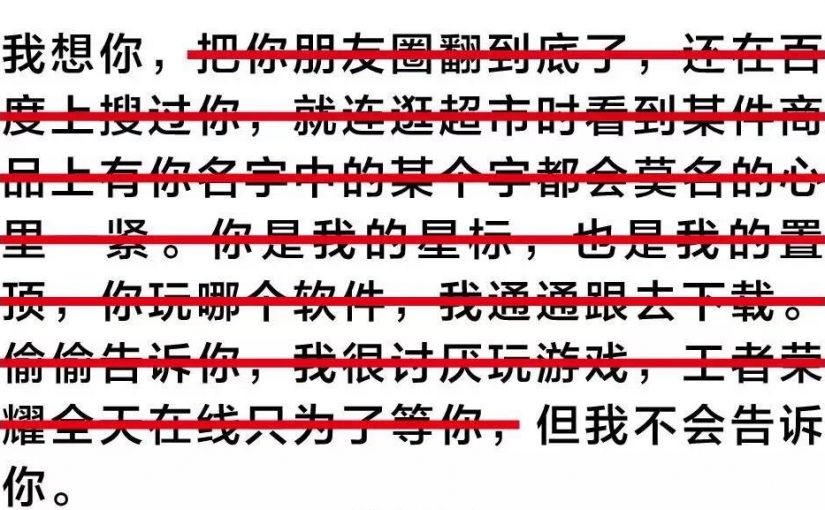 我想你，把你朋友圈翻到底了，还在百
度上搜过你，就连逛超市时看到某件商
品上有你名字中的某个字都会莫名的心
里一紧。你是我的星标，也是我的置
顶，你玩哪个软件，我通通跟去下载。
偷偷告诉你，我很讨厌玩游戏，王者荣
耀全天在线只为了等你，但我不会告诉
你。